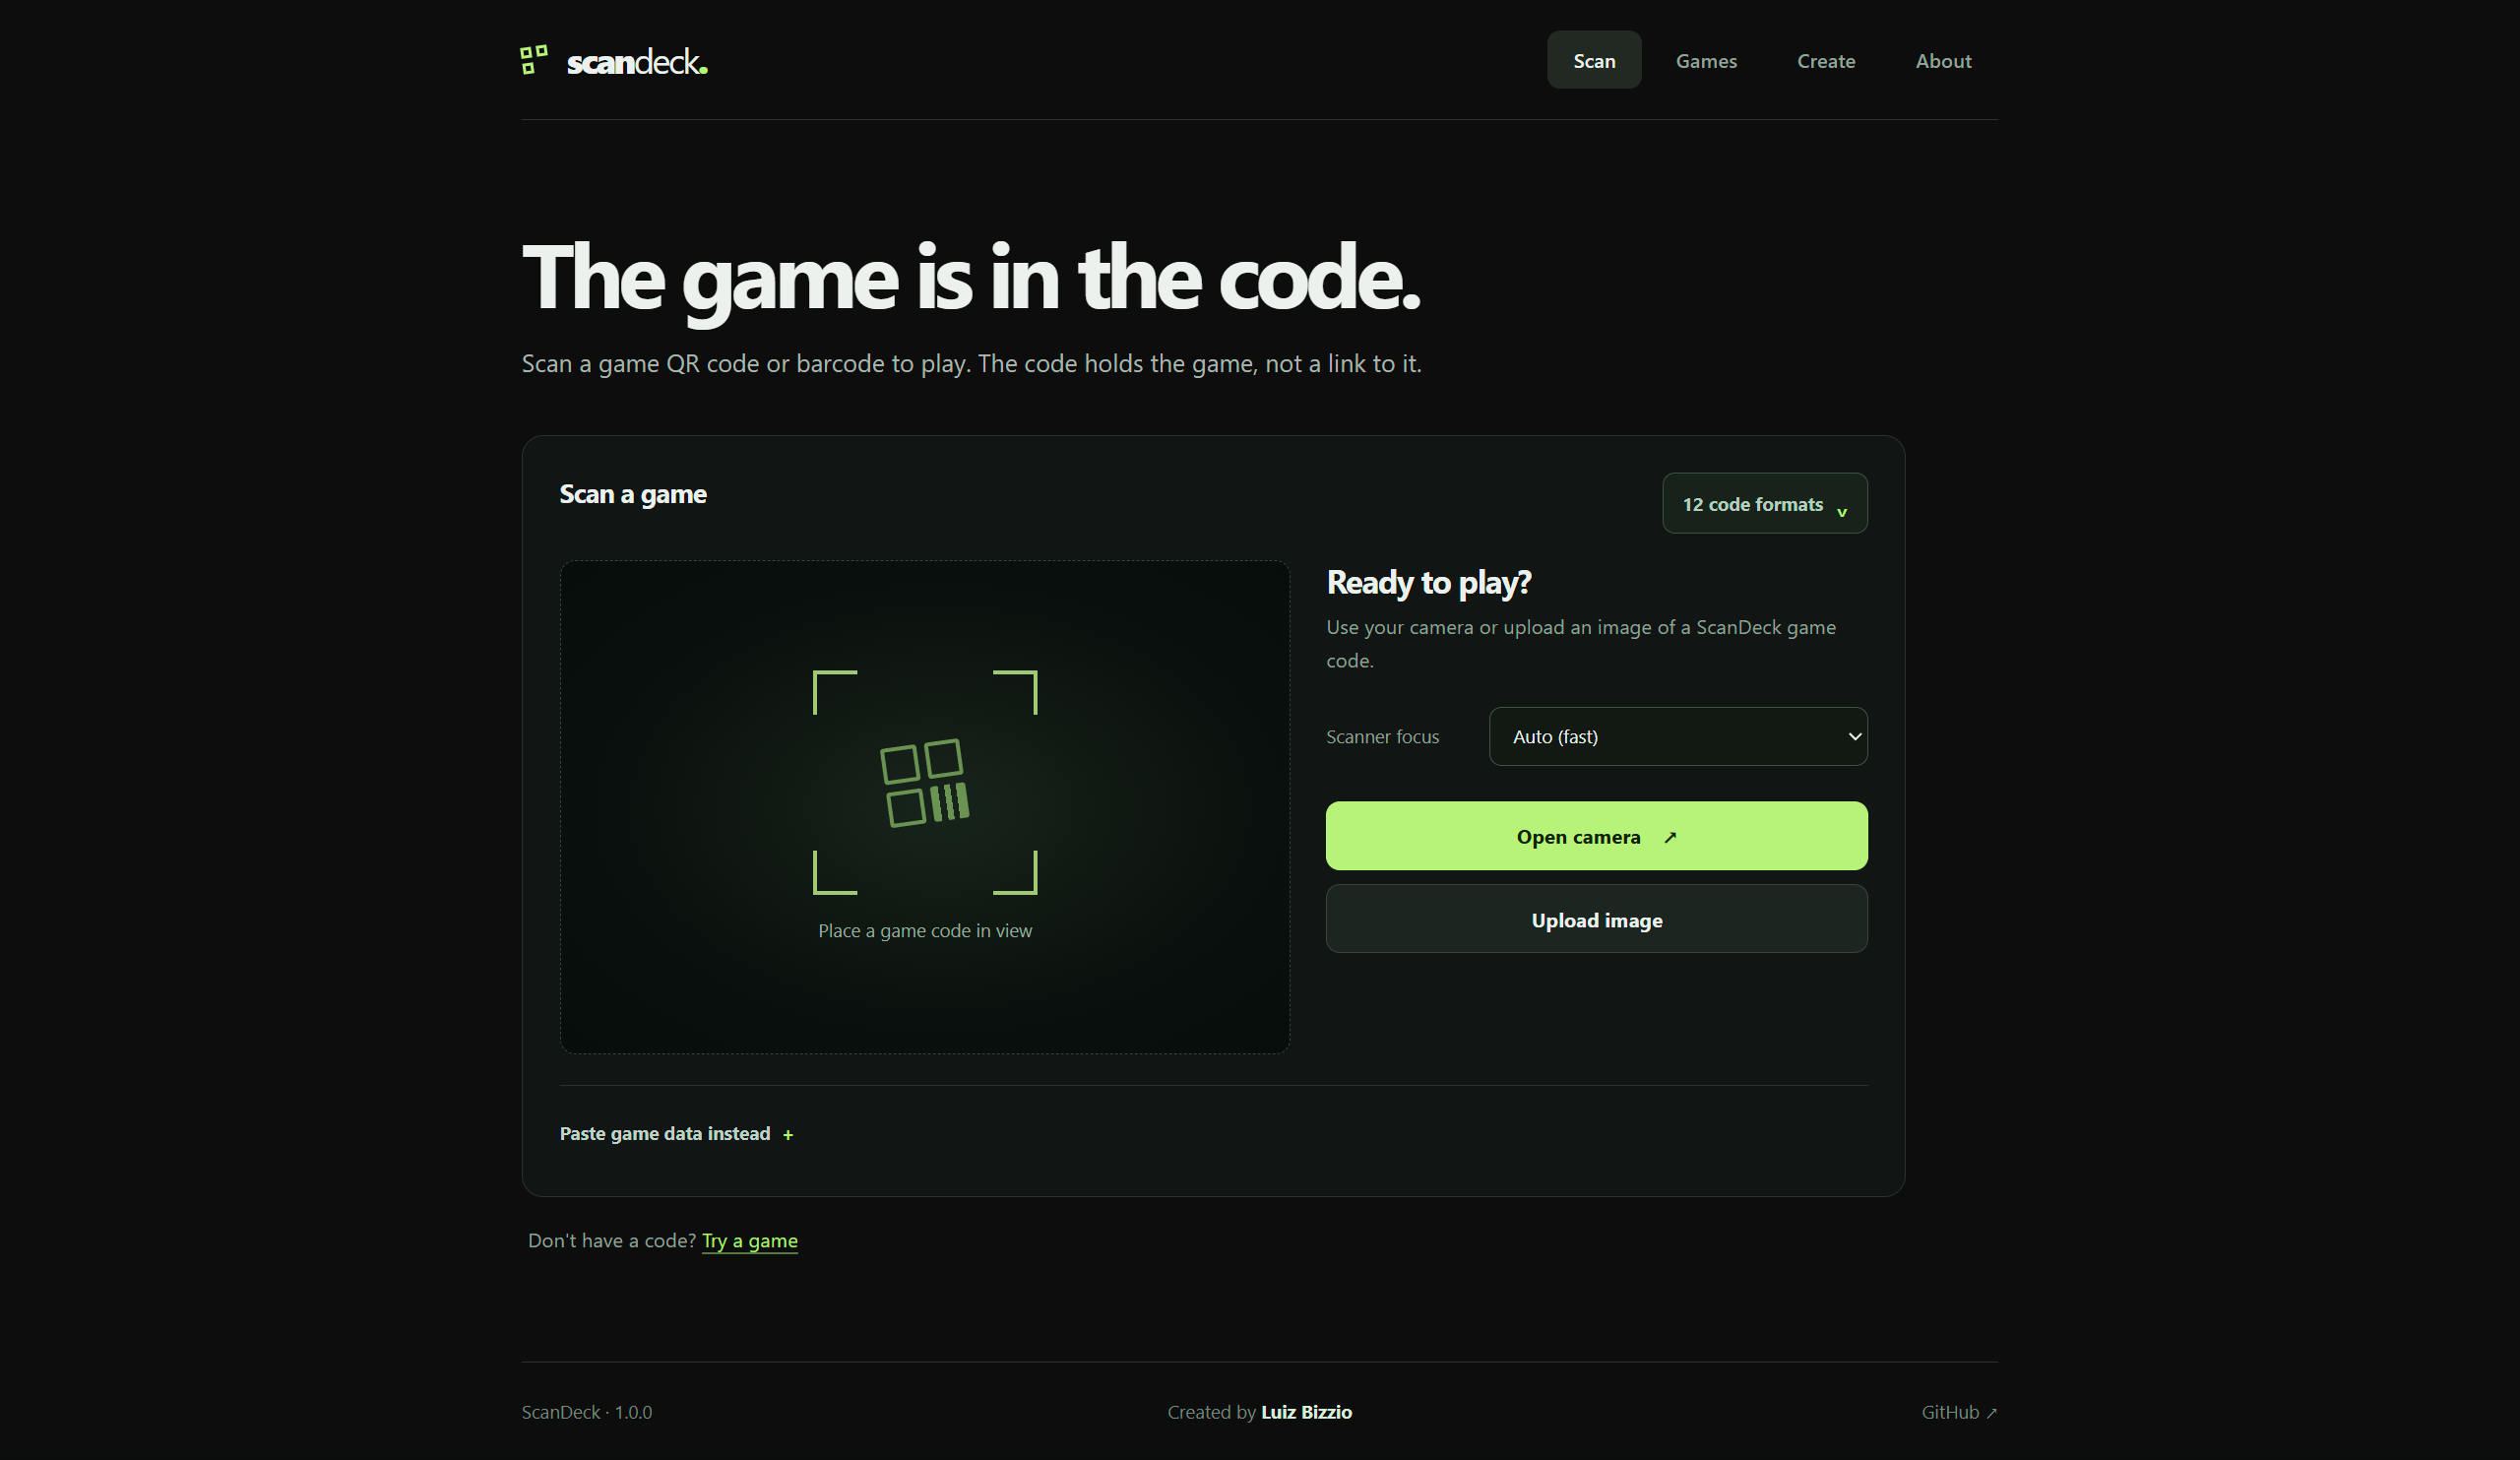 scandeck.
Scan
Games
Create
About
The game is in the code.
Scan a game QR code or barcode to play. The code holds the game, not a link to it.
Scan a game
12 code formats v
Place a game code in view
Ready to play?
Use your camera or upload an image of a ScanDeck game
code.
Scanner focus
Auto (fast)
Open camera ↗
Upload image
Paste game data instead +
Don't have a code? Try a game
ScanDeck · 1.0.0
Created by Luiz Bizzio
GitHub ↗